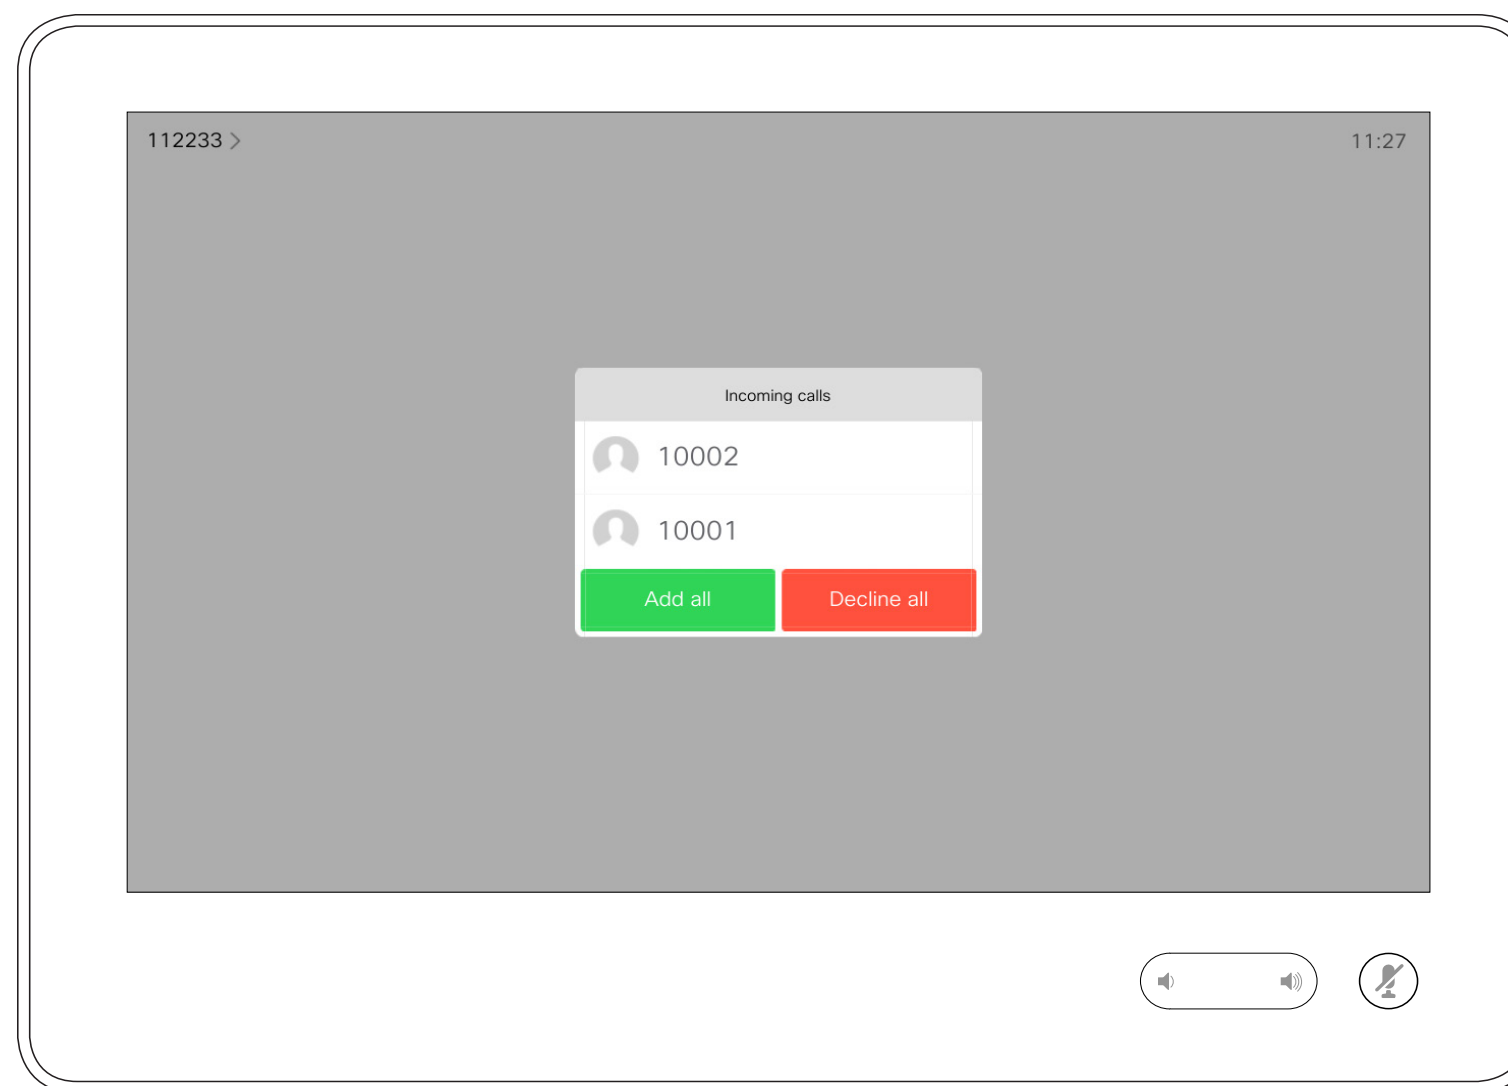 112233 >
11:27
Incoming calls
10002
10001
Add all
Decline all